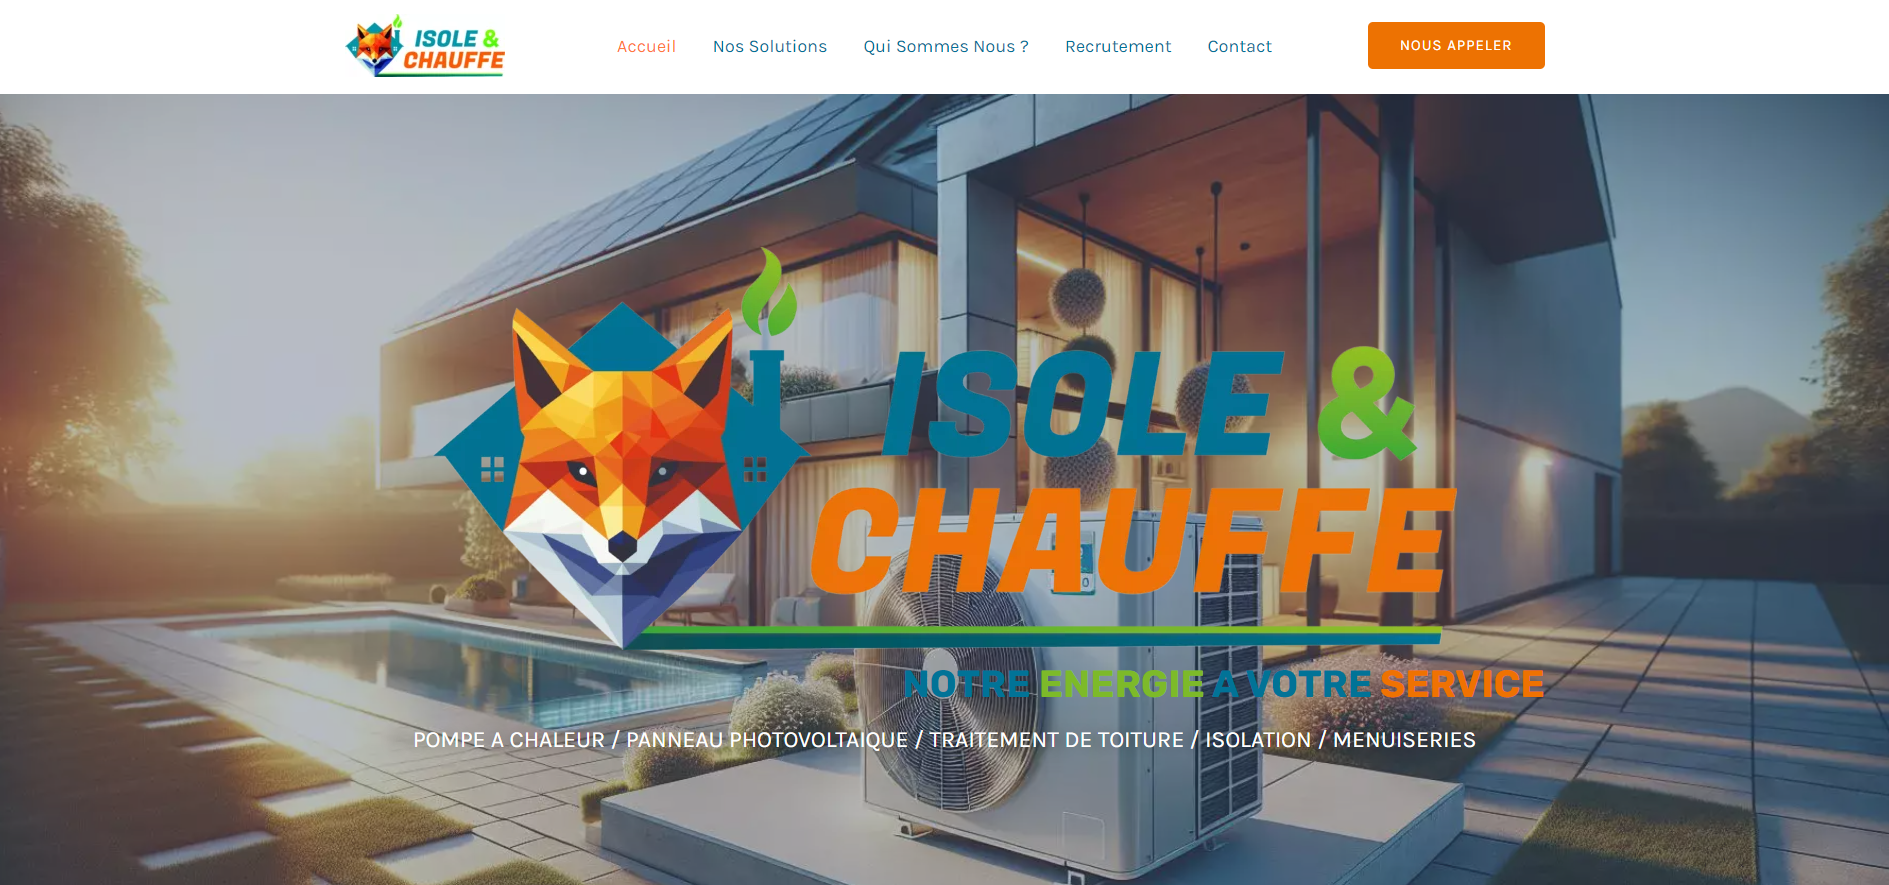 ISOLE &
CHAUFFE
Accueil
Nos Solutions
Qui Sommes Nous ?
Recrutement
Contact
NOUS APPELER
ISOLE &
CHAUFFE
NOTRE ENERGIE A VOTRE SERVICE
POMPE A CHALEUR / PANNEAU PHOTOVOLTAIQUE / TRAITEMENT DE TOITURE / ISOLATION / MENUISERIES